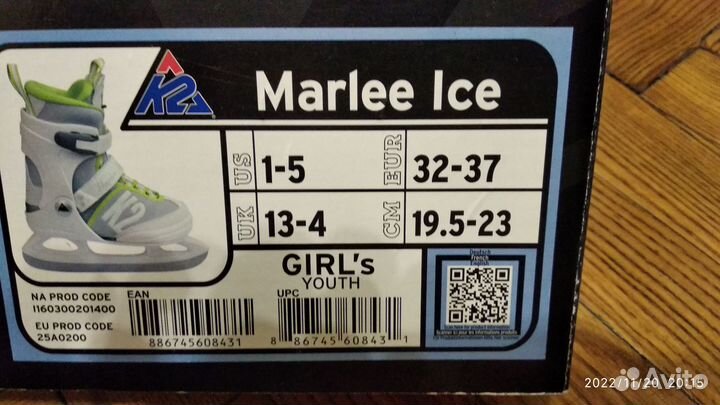 K2
Marlee Ice
US 1-5 EUR 32-37
UK 13-4 CM 19.5-23
GIRL's
YOUTH
Deutsch
French
English
NA PROD CODE
1160300201400
EU PROD CODE
25A0200
EAN
886745608431
UPC
8 86745 60843 1
K2
2022/11/20 20:15
Avito